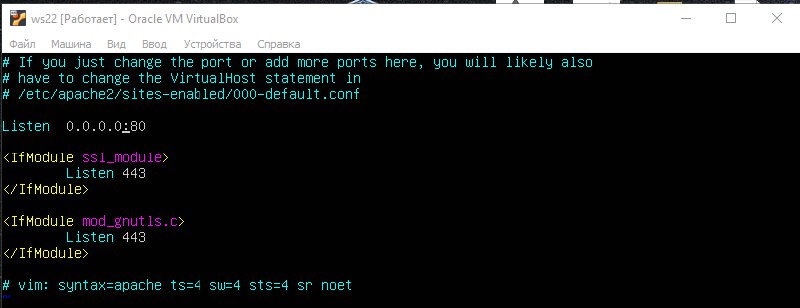 ws22 [Работает] - Oracle VM VirtualBox
Файл Машина Вид Ввод Устройства Справка
# If you just change the port or add more ports here, you will likely also
# have to change the VirtualHost statement in
# /etc/apache2/sites-enabled/000-default.conf
Listen 0.0.0.0:80
<IfModule ssl_module>
Listen 443
</IfModule>
<IfModule mod_gnutls.c>
Listen 443
</IfModule>
# vim: syntax=apache ts=4 sw=4 sts=4 sr noet
~